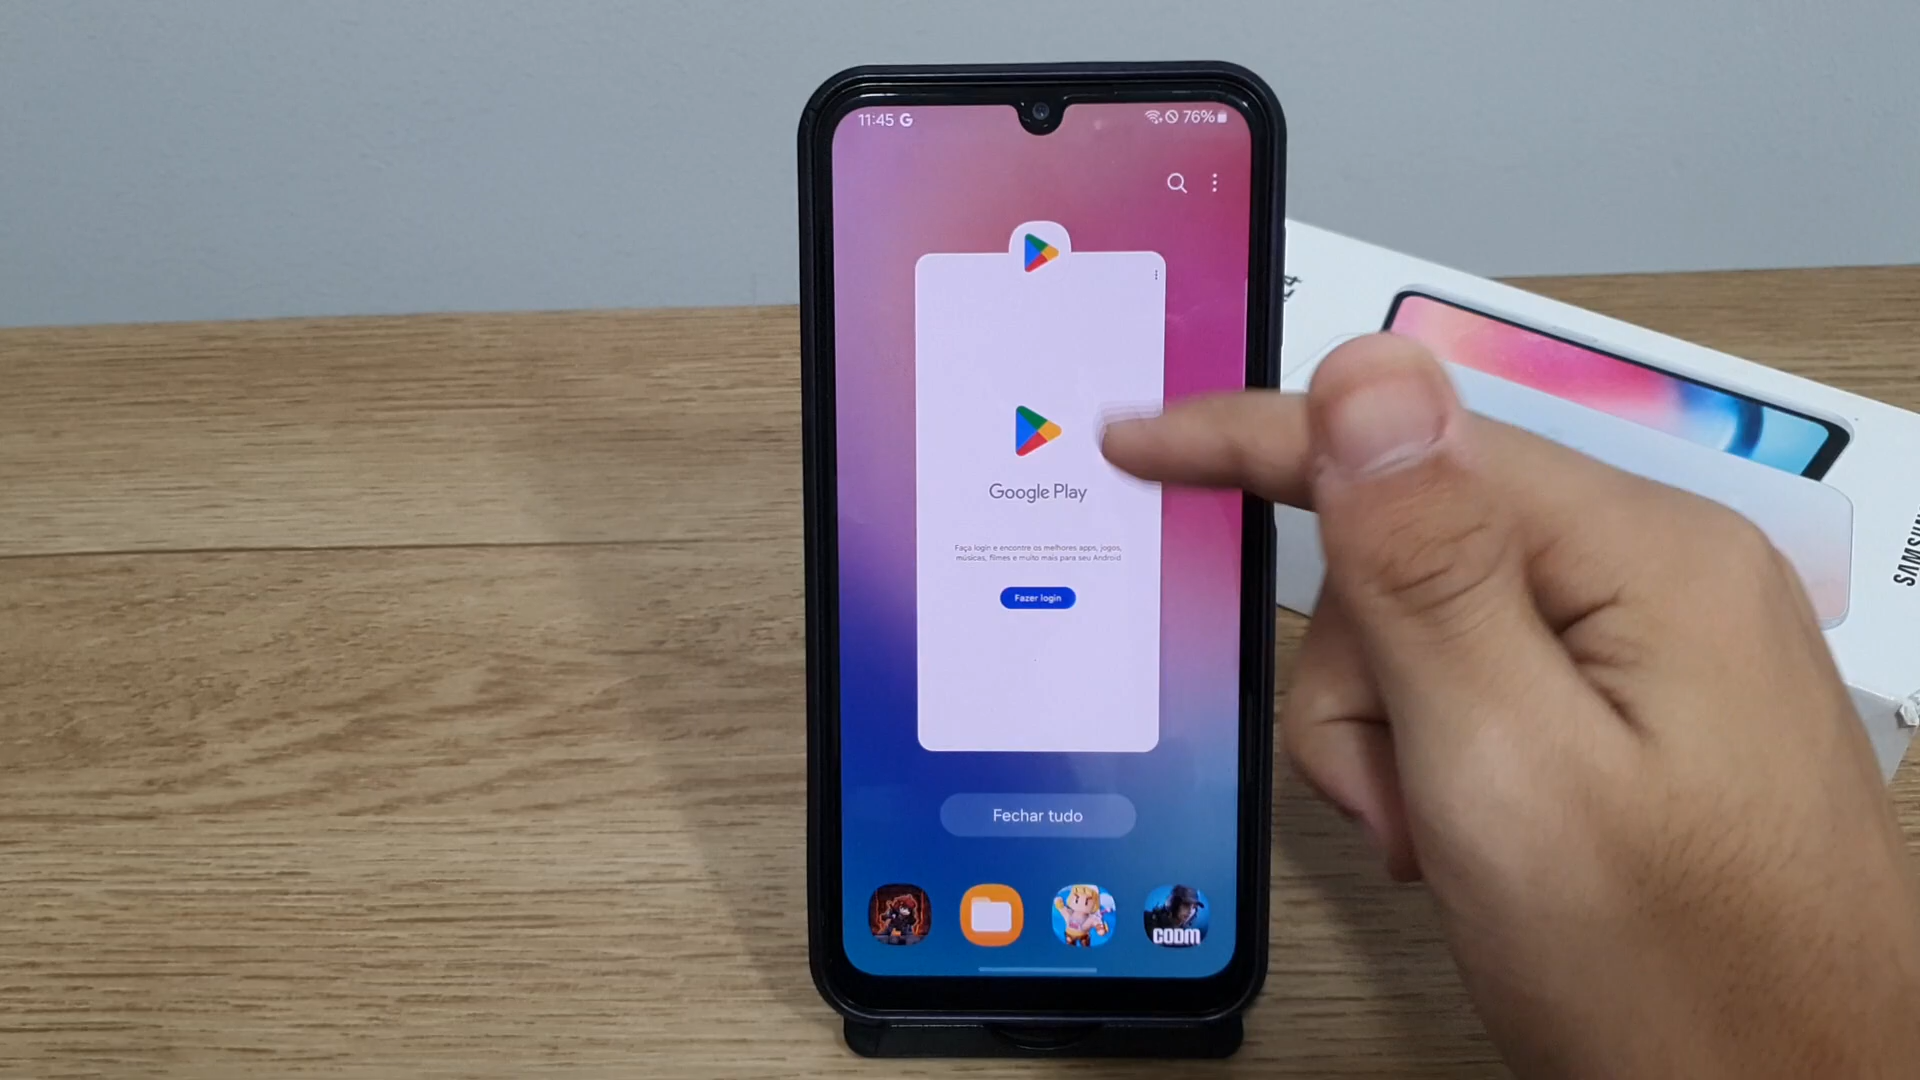 11:45 G
76%
Google Play
Faça login e encontre os melhores apps, jogos,
músicas, filmes e muito mais para seu Android
Fazer login
Fechar tudo
CODM
SAMSUN